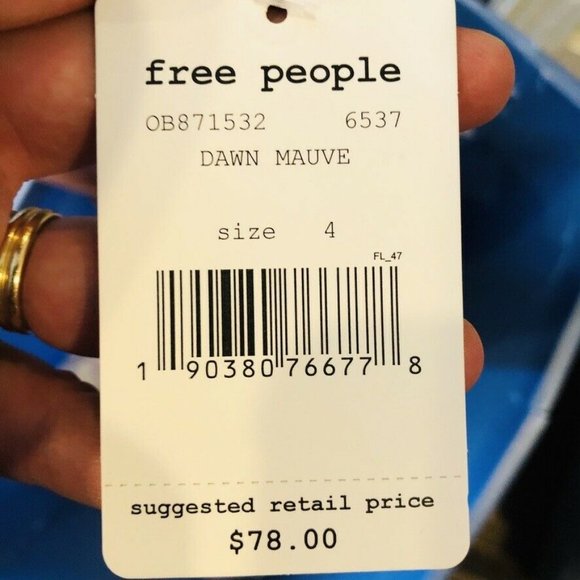 free people
OB871532 6537
DAWN MAUVE
size 4
FL_47
1 90380 76677 8
suggested retail price
$78.00